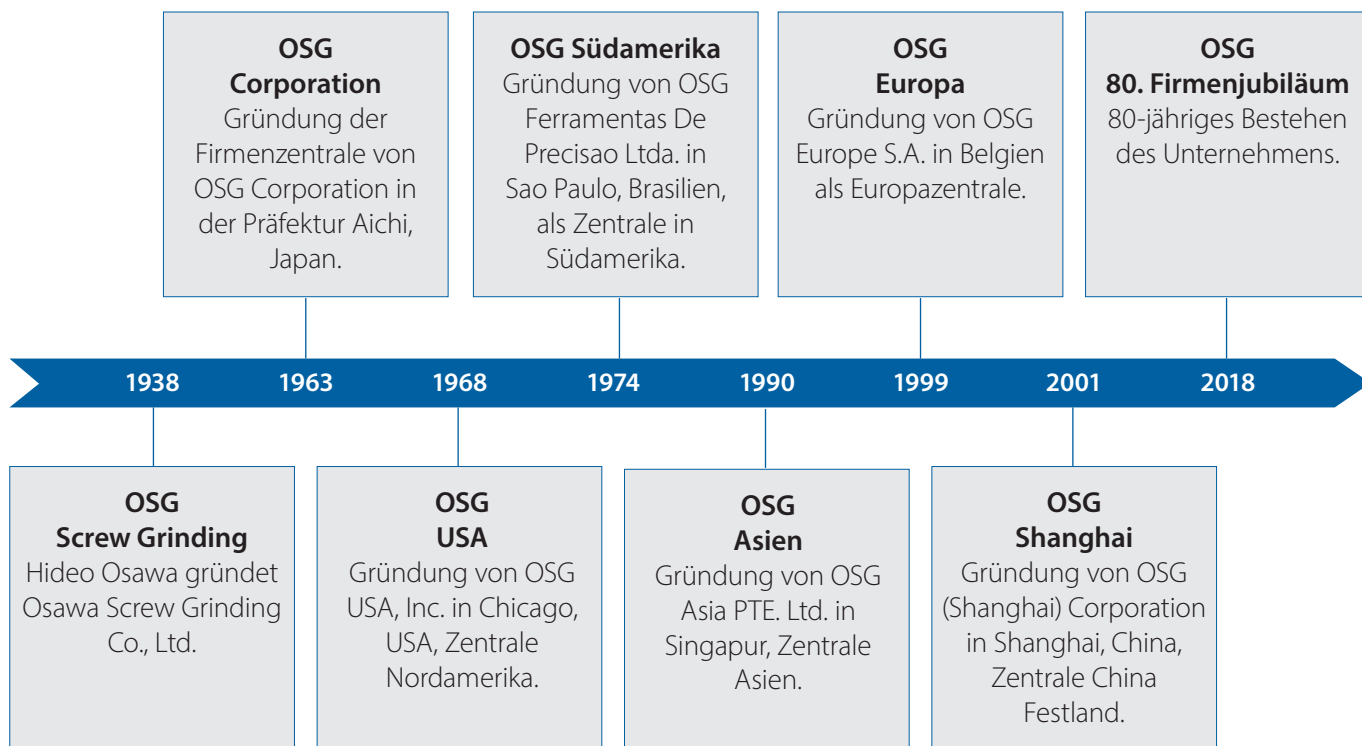 OSG
Corporation
Gründung der
Firmenzentrale von
OSG Corporation in
der Präfektur Aichi,
Japan.
OSG Südamerika
Gründung von OSG
Ferramentas De
Precisao Ltda. in
Sao Paulo, Brasilien,
als Zentrale in
Südamerika.
OSG
Europa
Gründung von OSG
Europe S.A. in Belgien
als Europazentrale.
OSG
80. Firmenjubiläum
80-jähriges Bestehen
des Unternehmens.
1938 1963 1968 1974 1990 1999 2001 2018
OSG
Screw Grinding
Hideo Osawa gründet
Osawa Screw Grinding
Co., Ltd.
OSG
USA
Gründung von OSG
USA, Inc. in Chicago,
USA, Zentrale
Nordamerika.
OSG
Asien
Gründung von OSG
Asia PTE. Ltd. in
Singapur, Zentrale
Asien.
OSG
Shanghai
Gründung von OSG
(Shanghai) Corporation
in Shanghai, China,
Zentrale China
Festland.